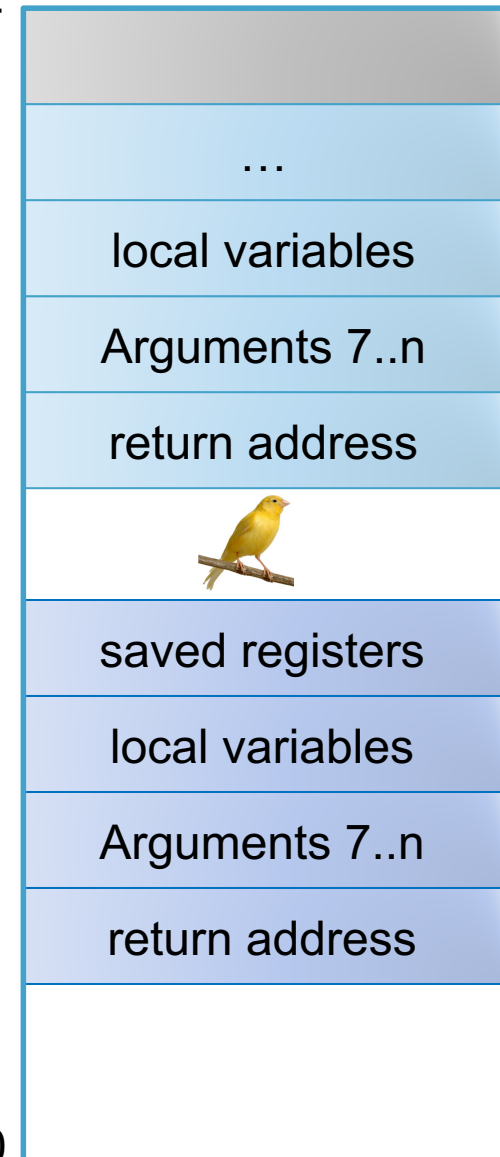 ...
local variables
Arguments 7..n
return address
saved registers
local variables
Arguments 7..n
return address